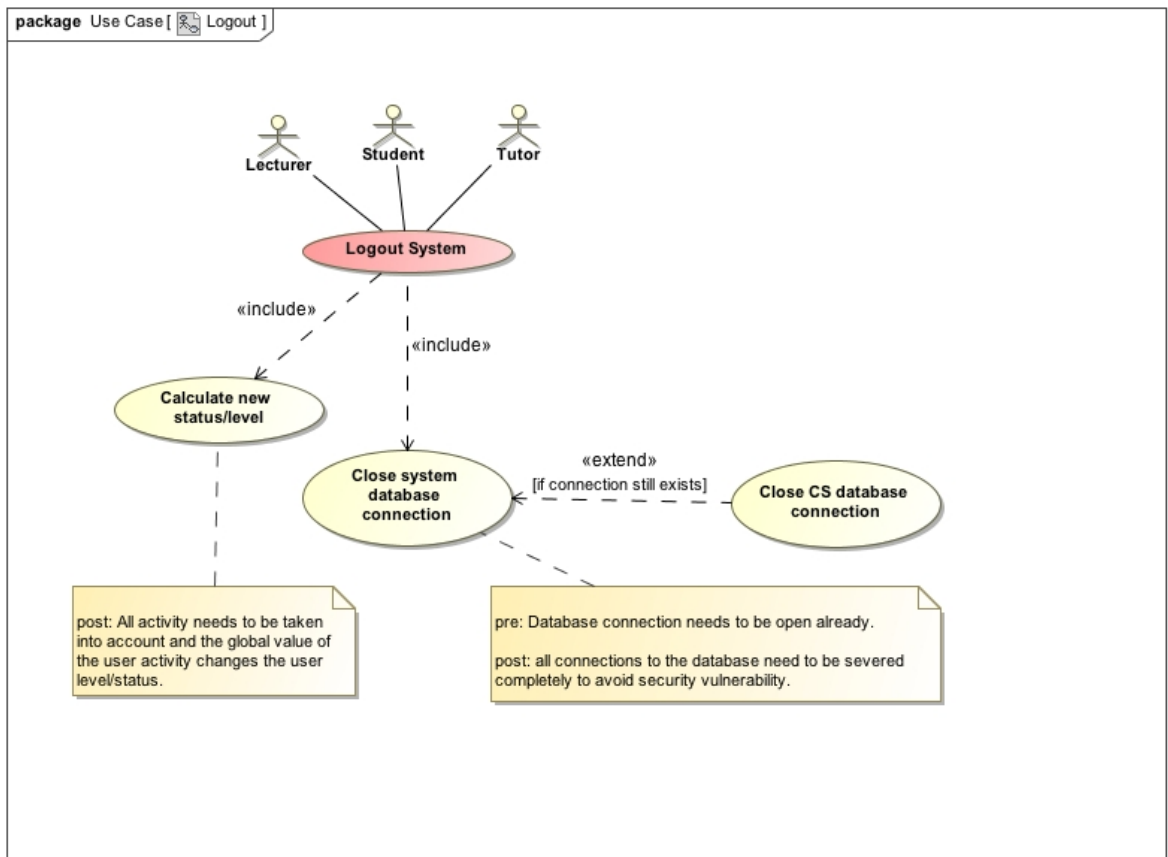 package Use Case [ Logout ]
Lecturer
Student
Tutor
Logout System
«include»
«include»
Calculate new
status/level
Close system
database
connection
«extend»
[if connection still exists]
Close CS database
connection
post: All activity needs to be taken
into account and the global value of
the user activity changes the user
level/status.
pre: Database connection needs to be open already.
post: all connections to the database need to be severed
completely to avoid security vulnerability.